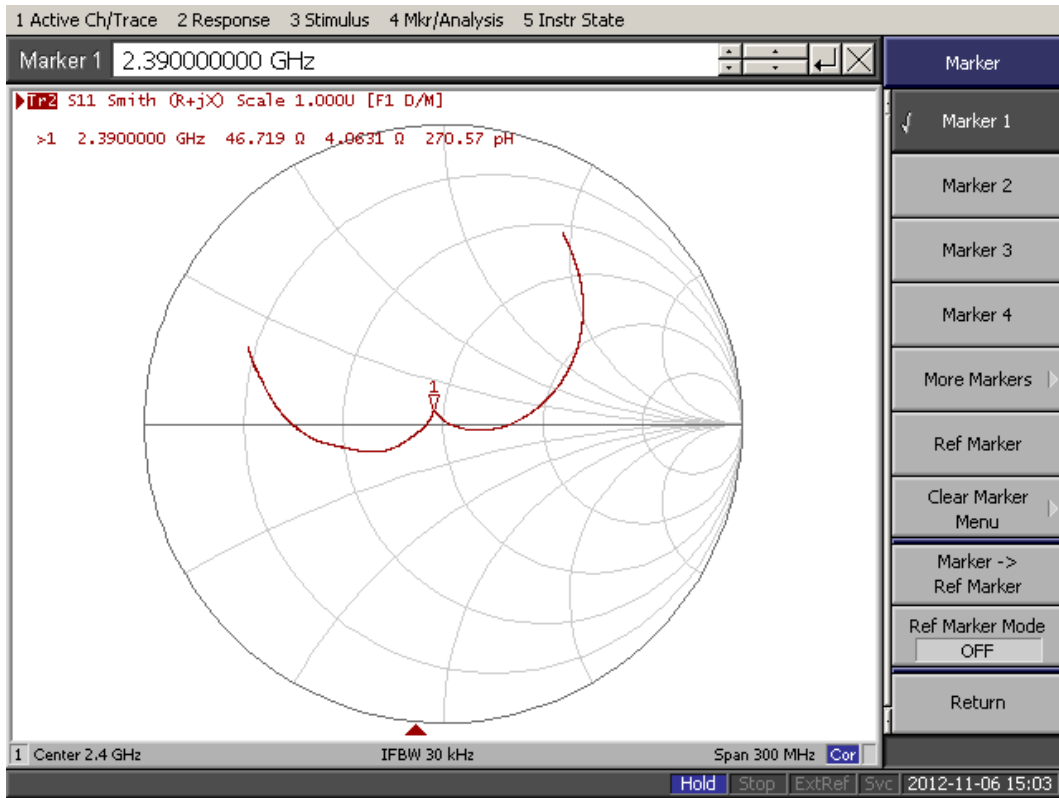 1 Active Ch/Trace 2 Response 3 Stimulus 4 Mkr/Analysis 5 Instr State
Marker 1 2.390000000 GHz
Tr2 S11 Smith (R+jX) Scale 1.000U [F1 D/M]
>1 2.3900000 GHz 46.719 Ω 4.0631 Ω 270.57 pH
1
1 Center 2.4 GHz IFBW 30 kHz Span 300 MHz Cor
Marker
√ Marker 1
Marker 2
Marker 3
Marker 4
More Markers
Ref Marker
Clear Marker
Menu
Marker ->
Ref Marker
Ref Marker Mode
OFF
Return
Hold Stop ExtRef Svc 2012-11-06 15:03